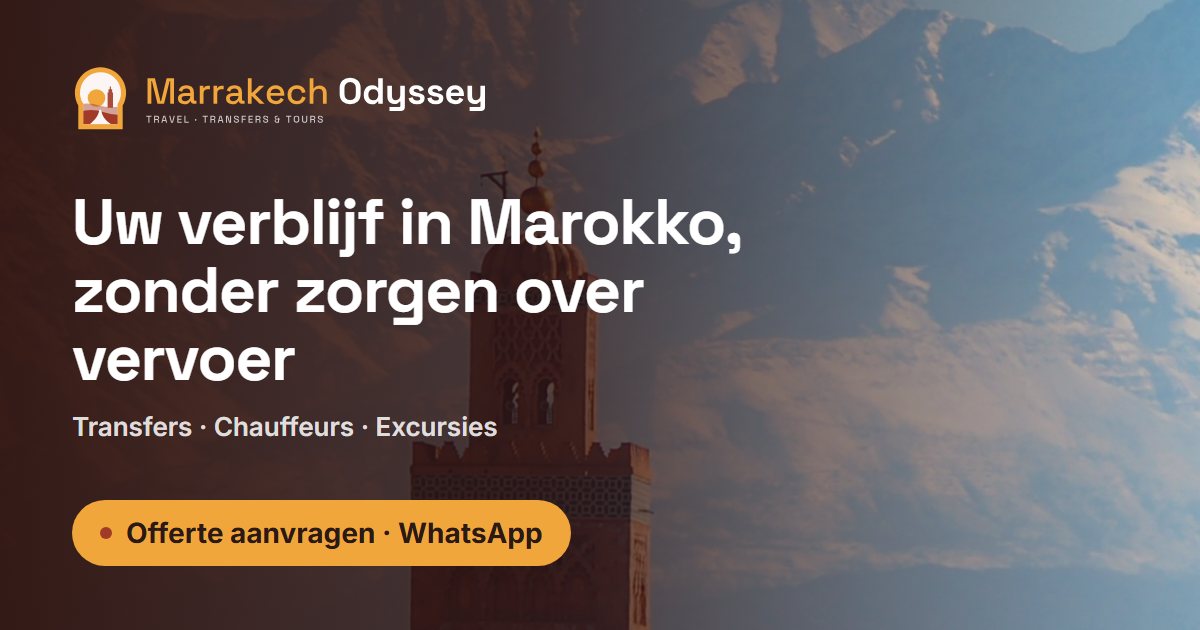 Marrakech Odyssey
TRAVEL · TRANSFERS & TOURS
Uw verblijf in Marokko,
zonder zorgen over
vervoer
Transfers · Chauffeurs · Excursies
Offerte aanvragen · WhatsApp